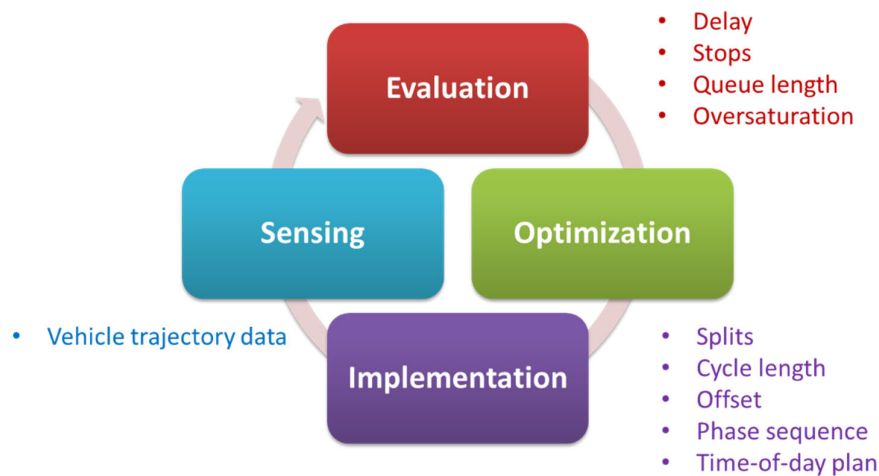 • Delay
• Stops
• Queue length
• Oversaturation
Evaluation
Sensing
Optimization
• Vehicle trajectory data
Implementation
• Splits
• Cycle length
• Offset
• Phase sequence
• Time-of-day plan